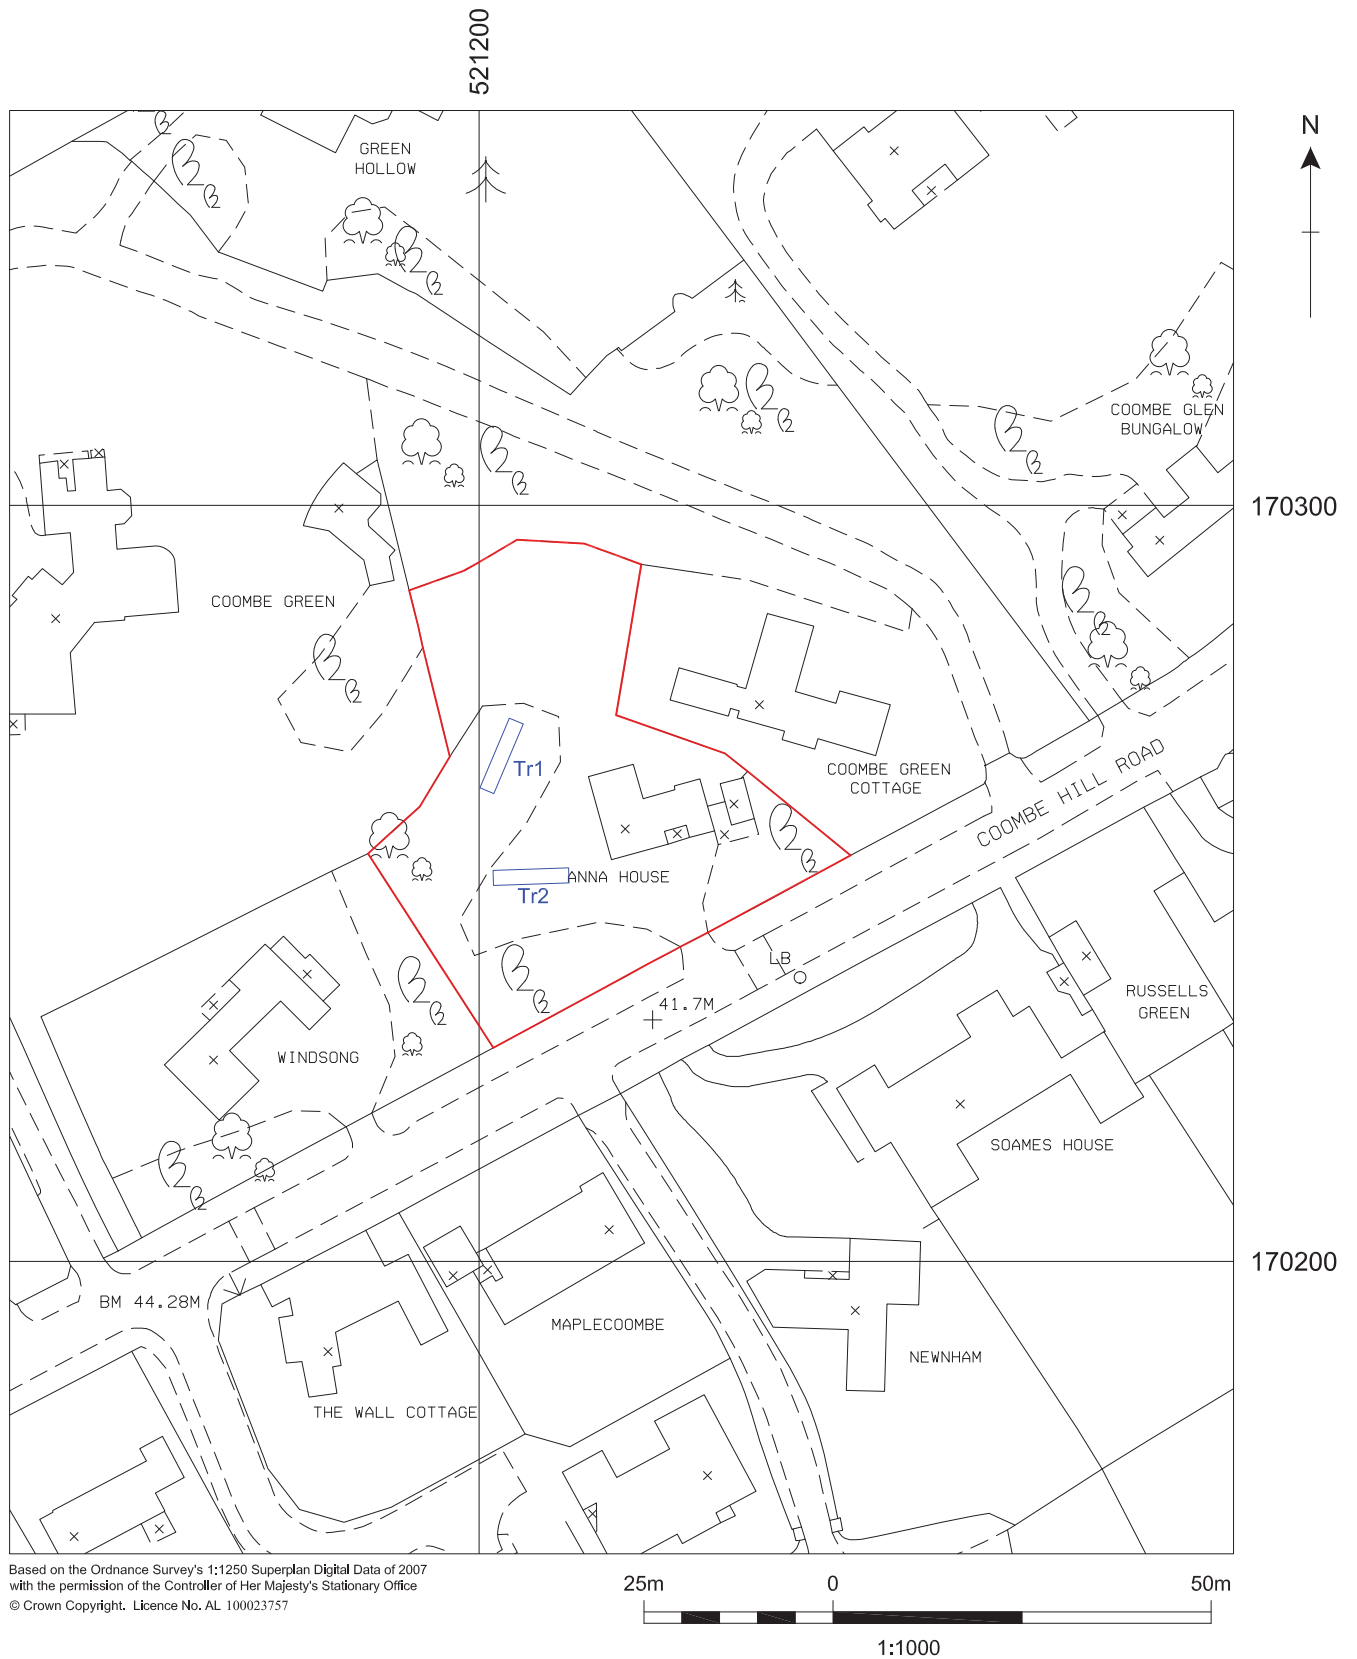 521200
N
GREEN
HOLLOW
COOMBE GLEN
BUNGALOW
170300
COOMBE GREEN
Tr1
COOMBE GREEN
COTTAGE
COOMBE HILL ROAD
ANNA HOUSE
Tr2
LB
41.7M
RUSSELLS
GREEN
WINDSONG
SOAMES HOUSE
170200
BM 44.28M
MAPLECOOMBE
NEWNHAM
THE WALL COTTAGE
Based on the Ordnance Survey's 1:1250 Superplan Digital Data of 2007
with the permission of the Controller of Her Majesty's Stationary Office
© Crown Copyright. Licence No. AL 100023757
25m 0 50m
1:1000